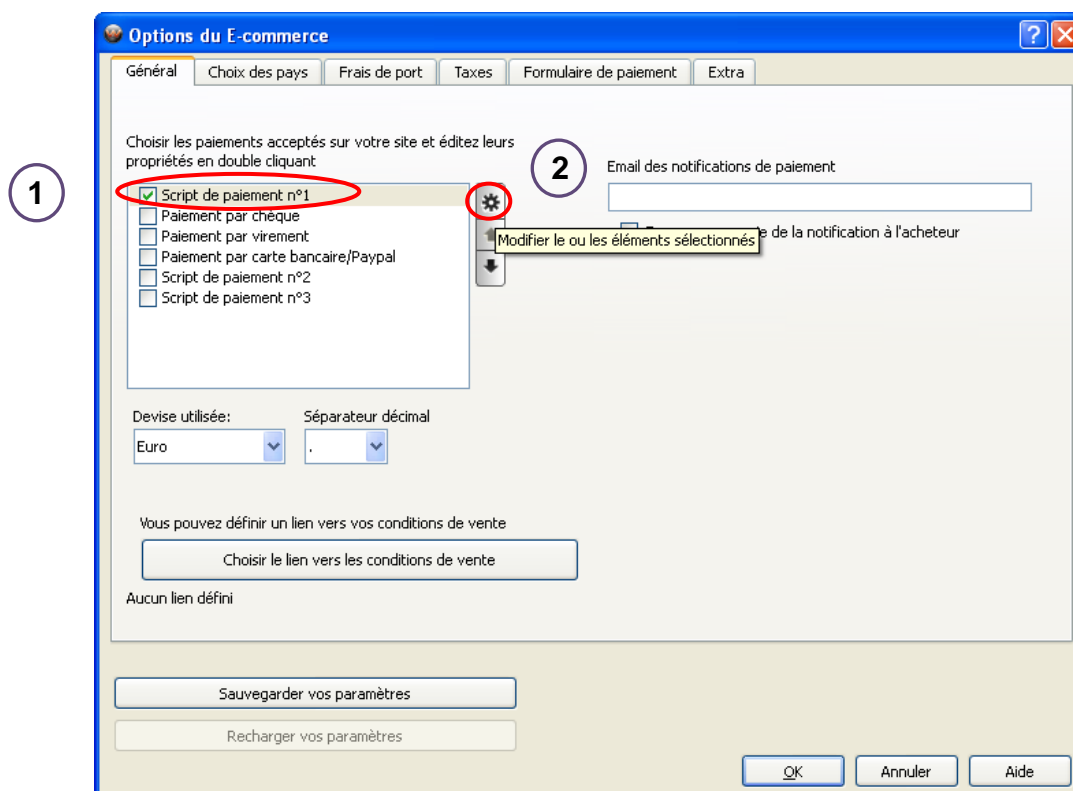 Options du E-commerce
Général Choix des pays Frais de port Taxes Formulaire de paiement Extra
Choisir les paiements acceptés sur votre site et éditez leurs
propriétés en double cliquant
1
2
Script de paiement n°1
Paiement par chéque
Paiement par virement
Paiement par carte bancaire/Paypal
Script de paiement n°2
Script de paiement n°3
Email des notifications de paiement
Modifier le ou les éléments sélectionnés
de la notification à l'acheteur
Devise utilisée: Séparateur décimal
Euro .
Vous pouvez définir un lien vers vos conditions de vente
Choisir le lien vers les conditions de vente
Aucun lien défini
Sauvegarder vos paramètres
Recharger vos paramètres
OK Annuler Aide